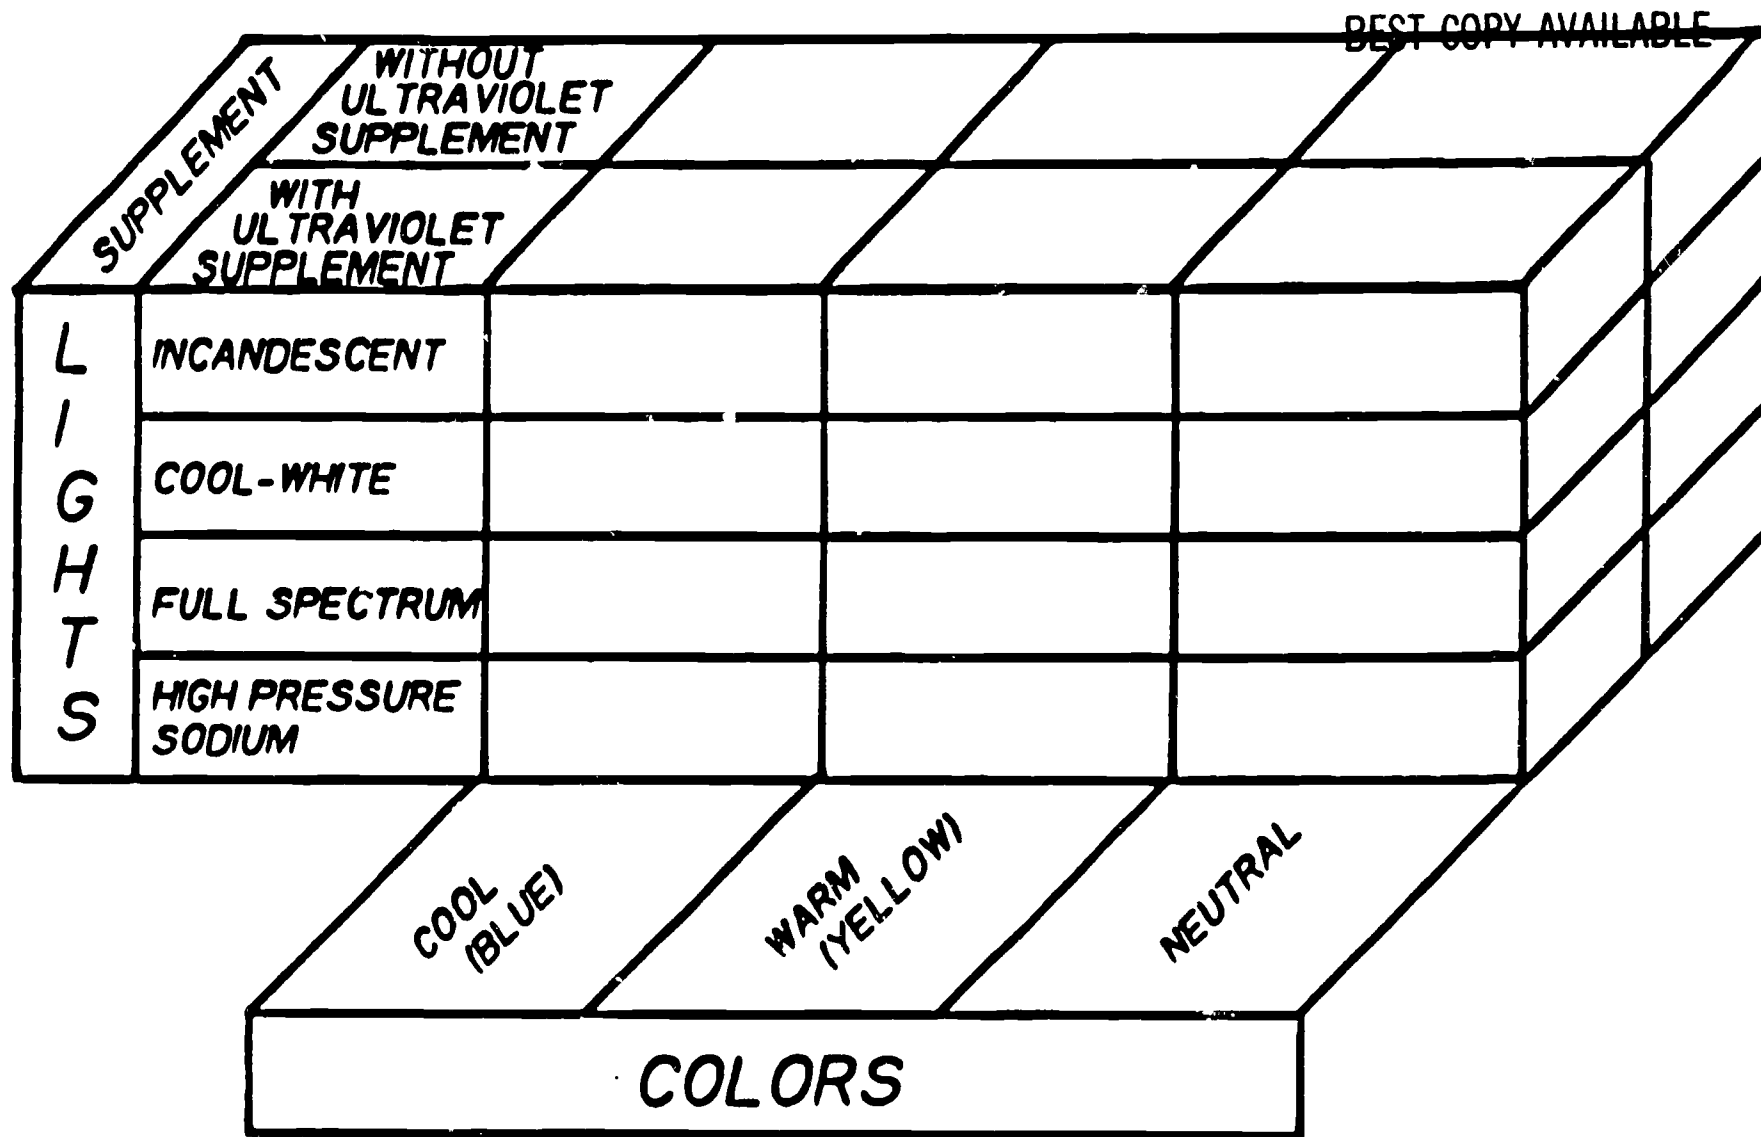 BEST COPY AVAILABLE
SUPPLEMENT
WITHOUT
ULTRAVIOLET
SUPPLEMENT
WITH
ULTRAVIOLET
SUPPLEMENT
LIGHTS
INCANDESCENT
COOL-WHITE
FULL SPECTRUM
HIGH PRESSURE
SODIUM
COOL
(BLUE)
WARM
(YELLOW)
NEUTRAL
COLORS